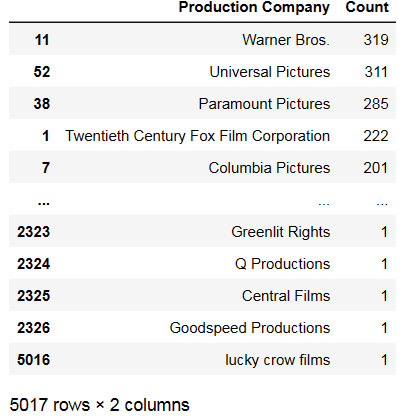 Production Company Count
11 Warner Bros. 319
52 Universal Pictures 311
38 Paramount Pictures 285
1 Twentieth Century Fox Film Corporation 222
7 Columbia Pictures 201
... ... ...
2323 Greenlit Rights 1
2324 Q Productions 1
2325 Central Films 1
2326 Goodspeed Productions 1
5016 lucky crow films 1
5017 rows × 2 columns